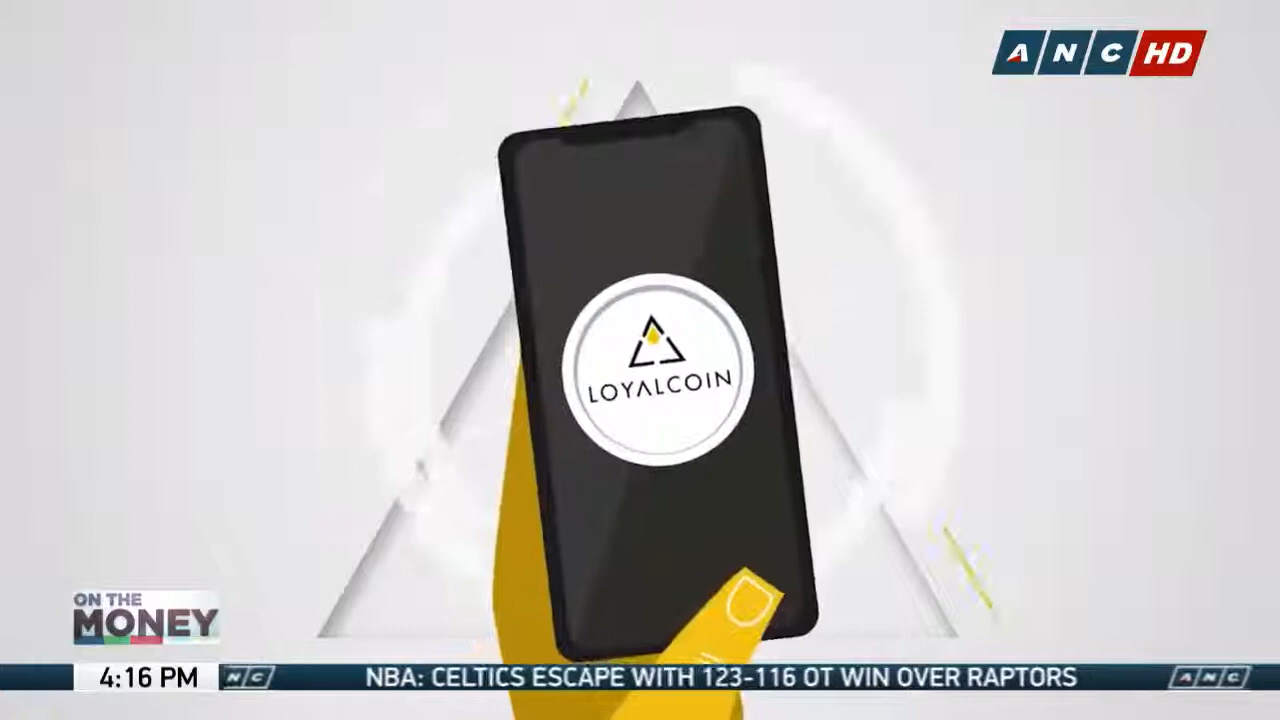 ANC HD
LOYALCOIN
ON THE
MONEY
4:16 PM
ANC
NBA: CELTICS ESCAPE WITH 123-116 OT WIN OVER RAPTORS
ANC